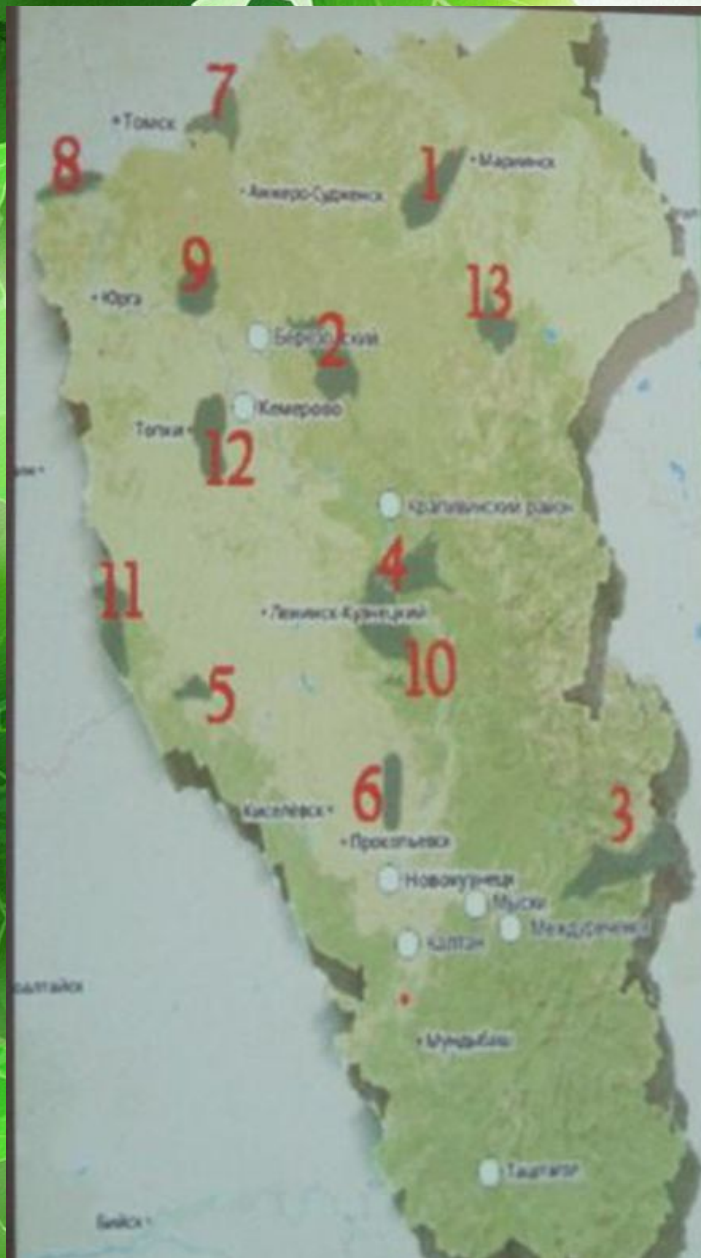 7
• Томск
8
1
• Мариинск
• Анжеро-Судженск
9
13
• Юрга
2
Березовский
Кемерово
Топки •
12
Крапивинский район
4
11
• Ленинск-Кузнецкий
10
5
6
3
Киселёвск •
• Прокопьевск
Новокузнецк
Мыски
Междуреченск
Калтан
• Мундыбаш
Таштагол
Бийск •